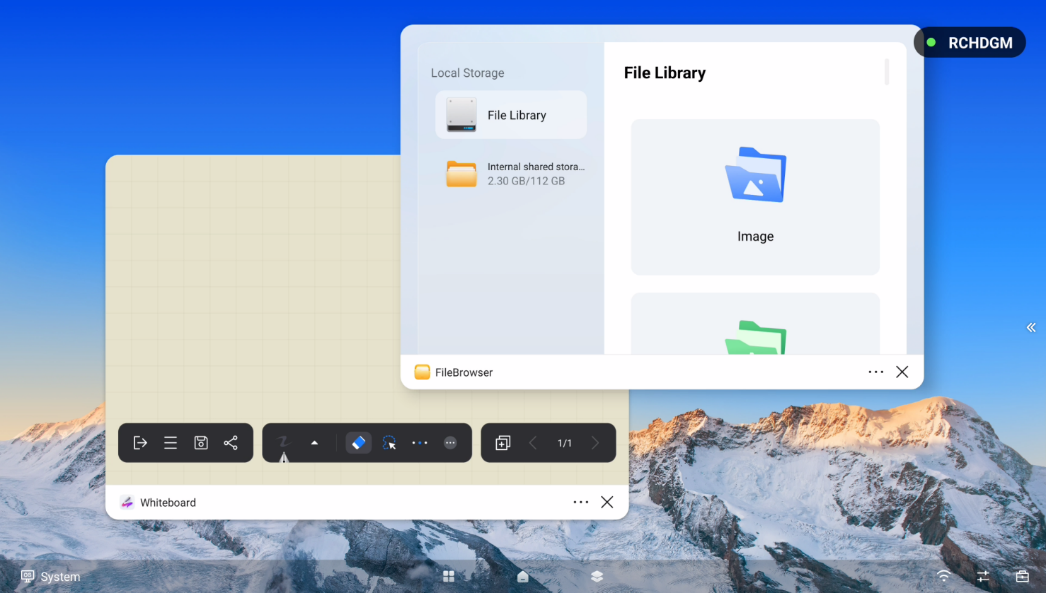 RCHDGM
Local Storage
File Library
Internal shared stora...
2.30 GB/112 GB
File Library
Image
FileBrowser
1/1
Whiteboard
System